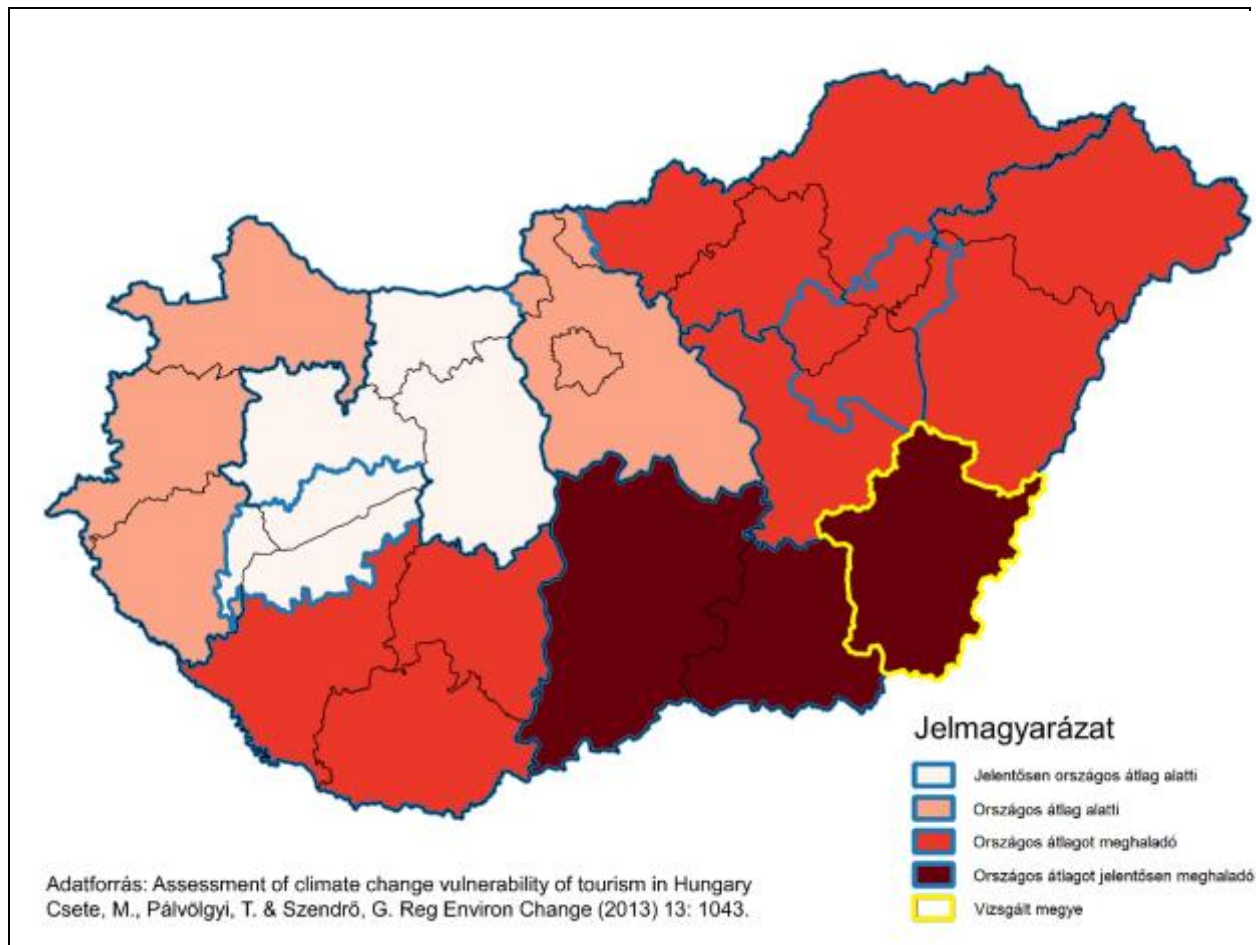 Jelmagyarázat
Jelentősen országos átlag alatti
Országos átlag alatti
Országos átlagot meghaladó
Országos átlagot jelentősen meghaladó
Vizsgált megye
Adatforrás: Assessment of climate change vulnerability of tourism in Hungary
Csete, M., Pálvölgyi, T. & Szendrő, G. Reg Environ Change (2013) 13: 1043.